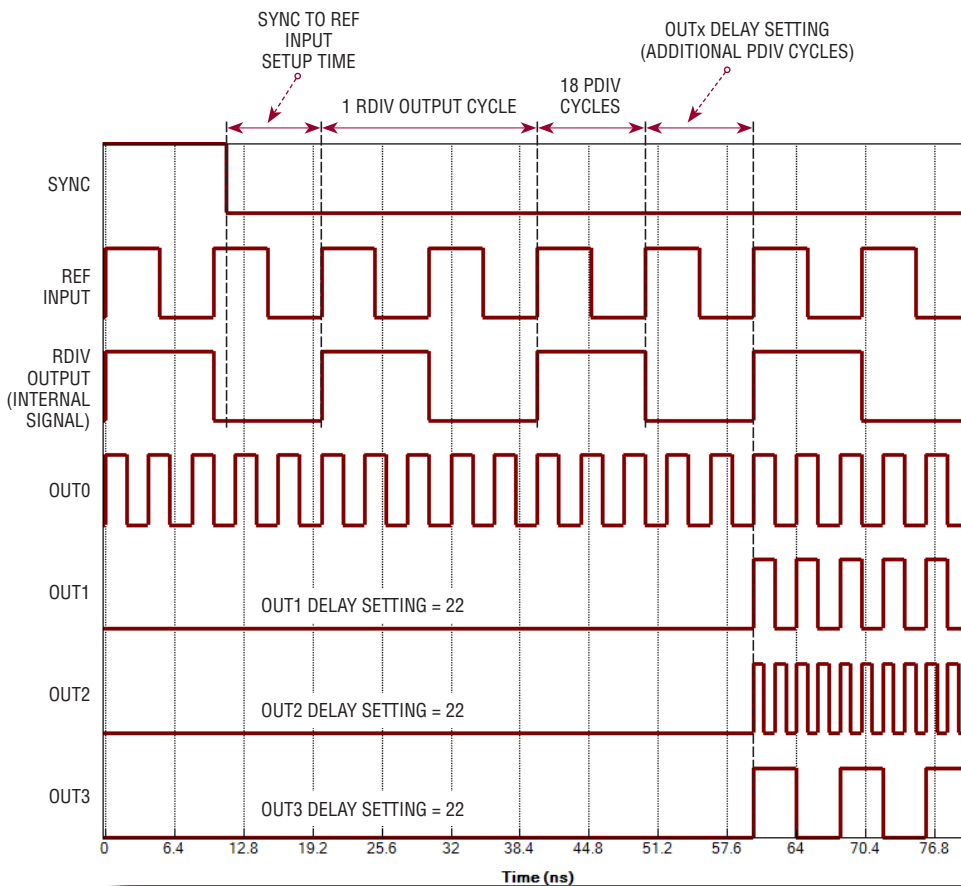 SYNC TO REF
INPUT
SETUP TIME
OUTx DELAY SETTING
(ADDITIONAL PDIV CYCLES)
1 RDIV OUTPUT CYCLE
18 PDIV
CYCLES
SYNC
REF
INPUT
RDIV
OUTPUT
(INTERNAL
SIGNAL)
OUT0
OUT1
OUT1 DELAY SETTING = 22
OUT2
OUT2 DELAY SETTING = 22
OUT3
OUT3 DELAY SETTING = 22
0 6.4 12.8 19.2 25.6 32 38.4 44.8 51.2 57.6 64 70.4 76.8
Time (ns)